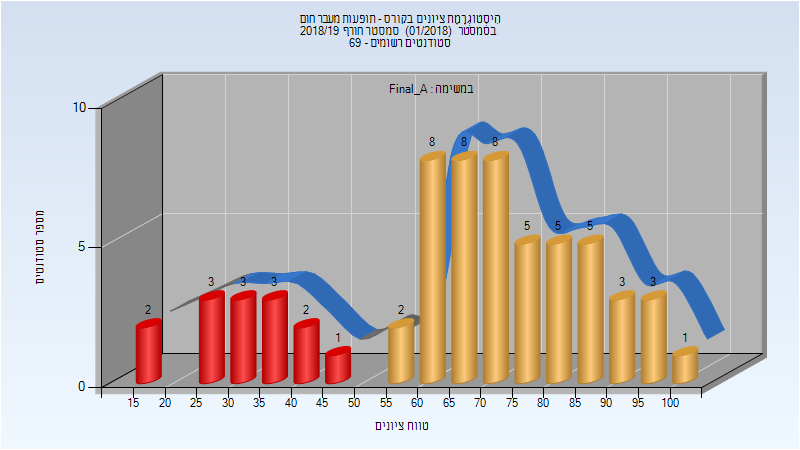 היסטוגרמת ציונים בקורס - תופעות מעבר חום
בסמסטר (01/2018) סמסטר חורף 2018/19
סטודנטים רשומים - 69
במשימה : Final_A
מספר סטודנטים
10
5
0
2 3 3 3 2 1 2 8 8 8 5 5 5 3 3 1
15 20 25 30 35 40 45 50 55 60 65 70 75 80 85 90 95 100
טווח ציונים